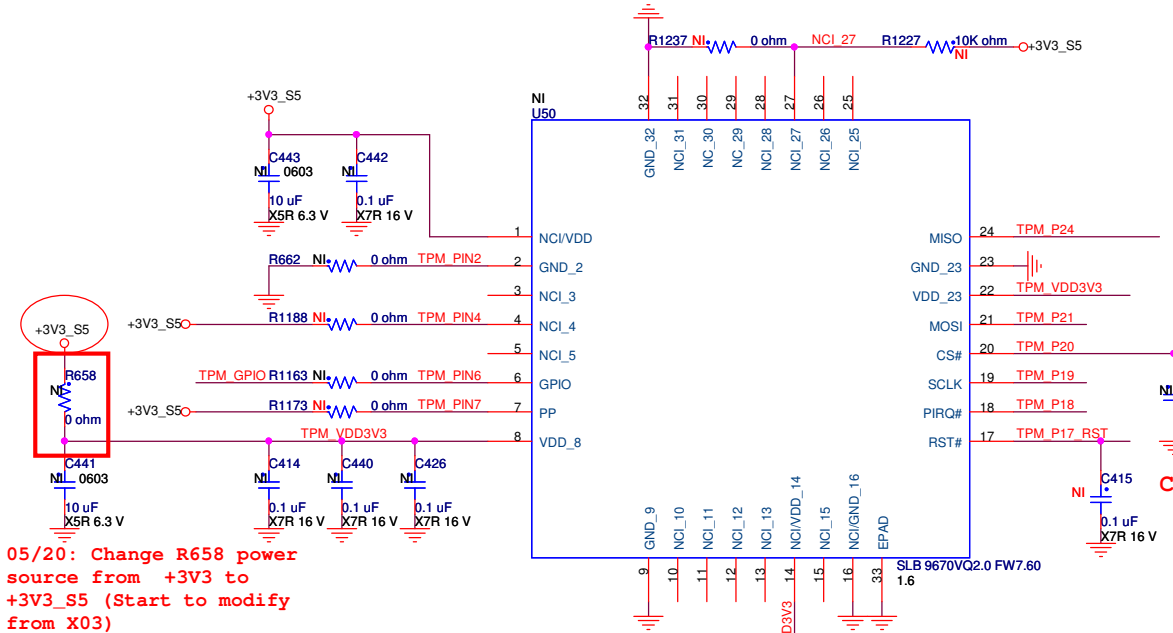 R1237 NI 0 ohm NCI_27 R1227 10K ohm +3V3_S5
NI
+3V3_S5
NI
U50
32 31 30 29 28 27 26 25
GND_32 NCI_31 NC_30 NC_29 NCI_28 NCI_27 NCI_26 NCI_25
C443 C442
NI 0603 NI
10 uF 0.1 uF
X5R 6.3 V X7R 16 V
1 NCI/VDD MISO 24 TPM_P24
R662 NI 0 ohm TPM_PIN2 2 GND_2 GND_23 23
3 NCI_3 VDD_23 22 TPM_VDD3V3
+3V3_S5 R1188 NI 0 ohm TPM_PIN4 4 NCI_4 MOSI 21 TPM_P21
+3V3_S5
5 NCI_5 CS# 20 TPM_P20
R658
TPM_GPIO R1163 NI 0 ohm TPM_PIN6 6 GPIO SCLK 19 TPM_P19
NI
+3V3_S5 R1173 NI 0 ohm TPM_PIN7 7 PP PIRQ# 18 TPM_P18
0 ohm
TPM_VDD3V3 8 VDD_8 RST# 17 TPM_P17_RST
C441 C414 C440 C426
NI 0603 NI NI NI
10 uF 0.1 uF 0.1 uF 0.1 uF
X5R 6.3 V X7R 16 V X7R 16 V X7R 16 V
C415
NI
0.1 uF
X7R 16 V
GND_9 NCI_10 NCI_11 NCI_12 NCI_13 NCI/VDD_14 NCI_15 NCI/GND_16 EPAD
9 10 11 12 13 14 15 16 33
SLB 9670VQ2.0 FW7.60
1.6
D3V3
05/20: Change R658 power
source from +3V3 to
+3V3_S5 (Start to modify
from X03)